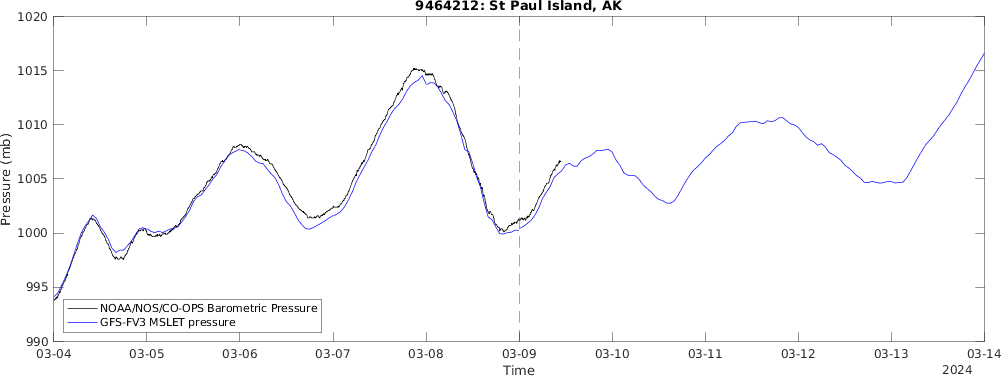 9464212: St Paul Island, AK
Pressure (mb)
1020
1015
1010
1005
1000
995
990
NOAA/NOS/CO-OPS Barometric Pressure
GFS-FV3 MSLET pressure
03-04 03-05 03-06 03-07 03-08 03-09 03-10 03-11 03-12 03-13 03-14
Time
2024